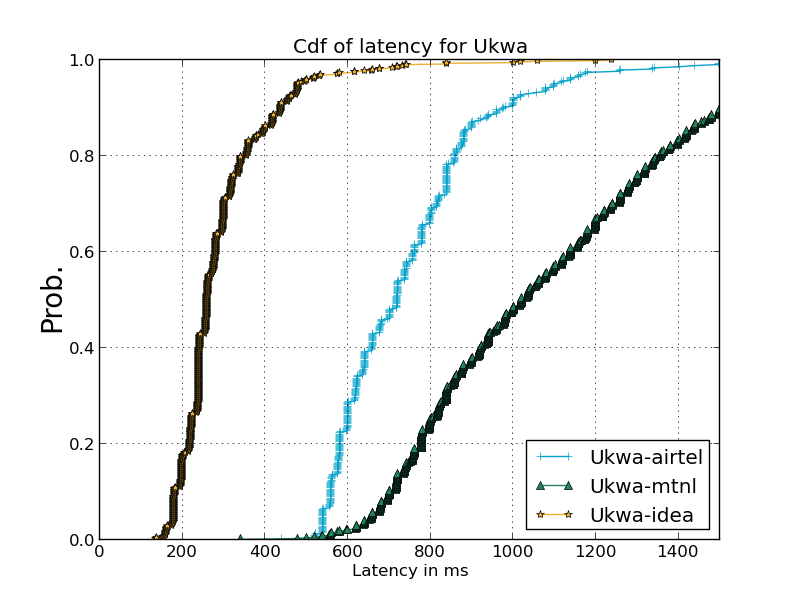 Cdf of latency for Ukwa
1.0
0.8
0.6
0.4
0.2
0.0
Prob.
0 200 400 600 800 1000 1200 1400
Latency in ms
Ukwa-airtel
Ukwa-mtnl
Ukwa-idea